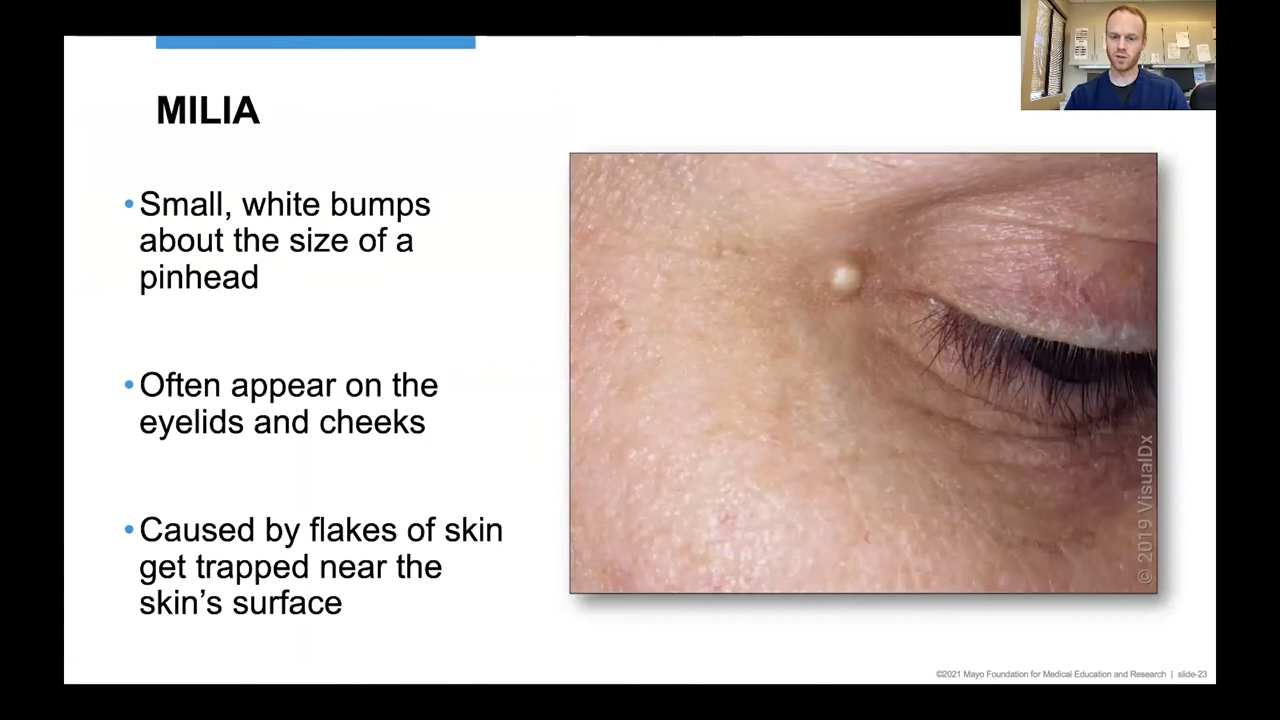 MILIA
•Small, white bumps
about the size of a
pinhead
•Often appear on the
eyelids and cheeks
•Caused by flakes of skin
get trapped near the
skin's surface
© 2019 VisualDx
©2021 Mayo Foundation for Medical Education and Research | slide-23